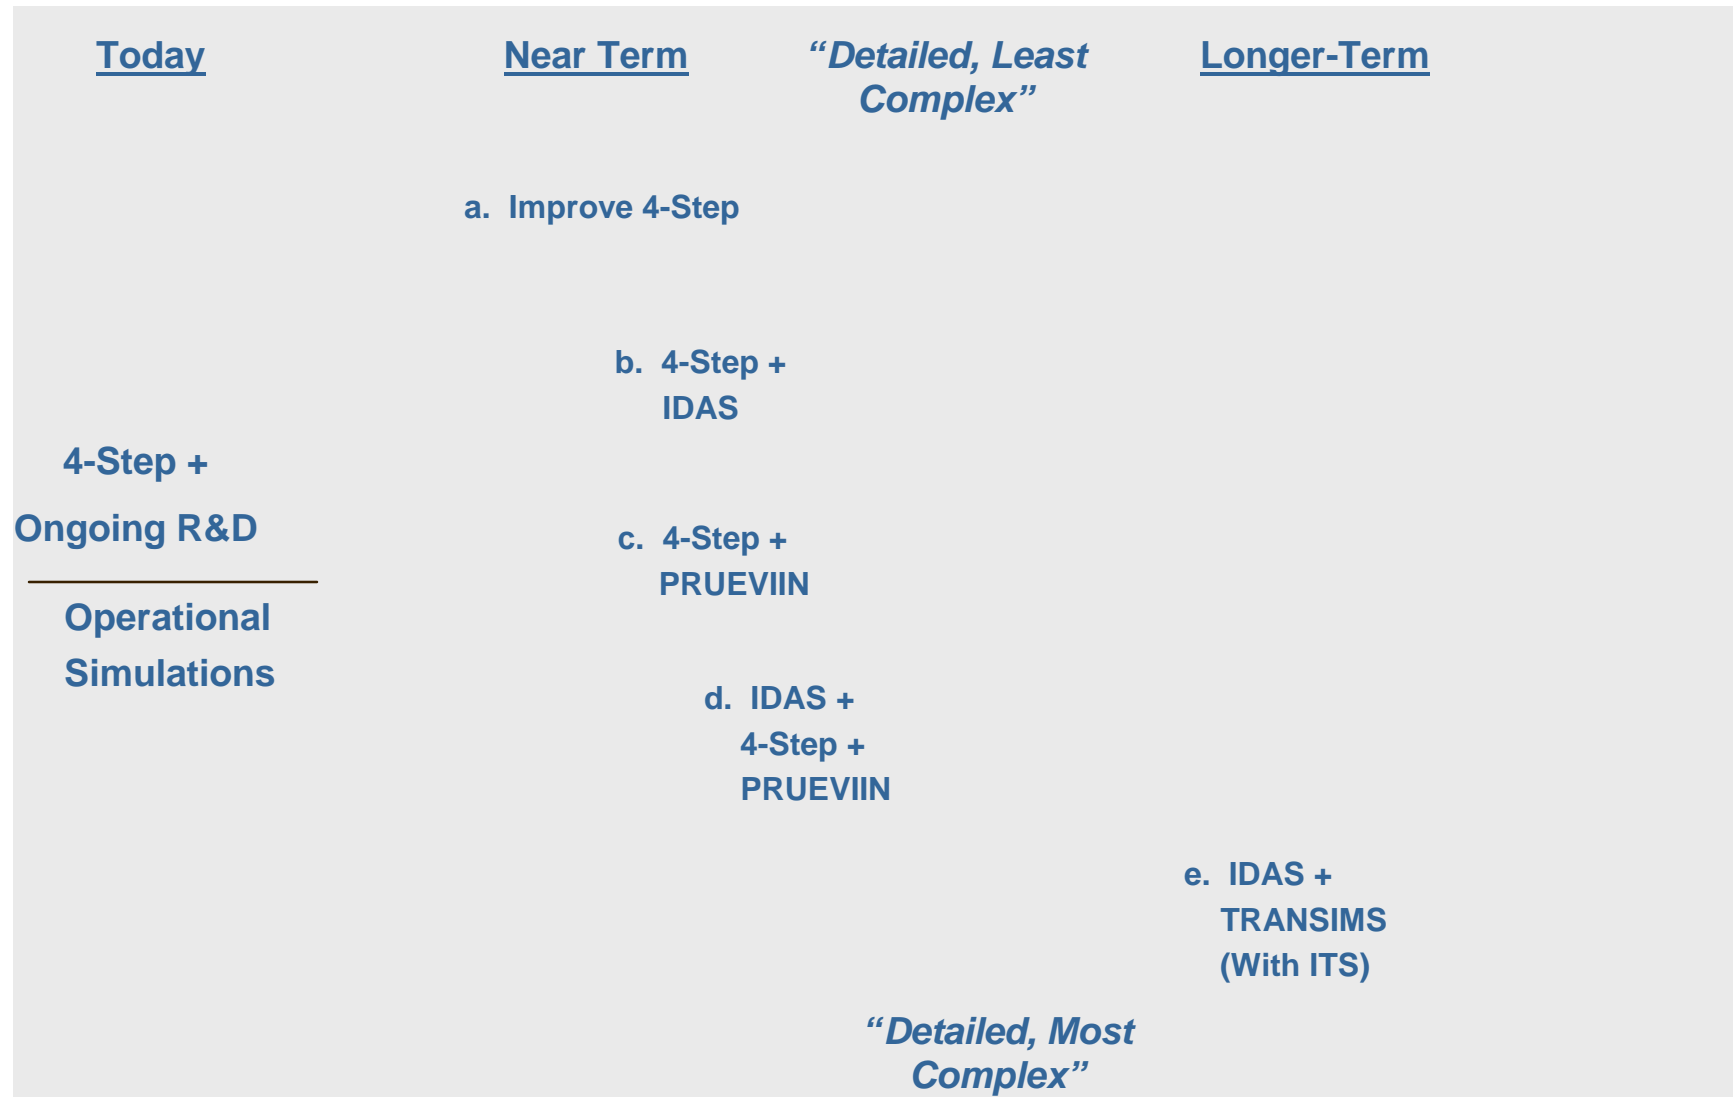 Today
Near Term
“Detailed, Least
Complex”
Longer-Term
a. Improve 4-Step
b. 4-Step +
IDAS
4-Step +
Ongoing R&D
Operational
Simulations
c. 4-Step +
PRUEVIIN
d. IDAS +
4-Step +
PRUEVIIN
e. IDAS +
TRANSIMS
(With ITS)
“Detailed, Most
Complex”